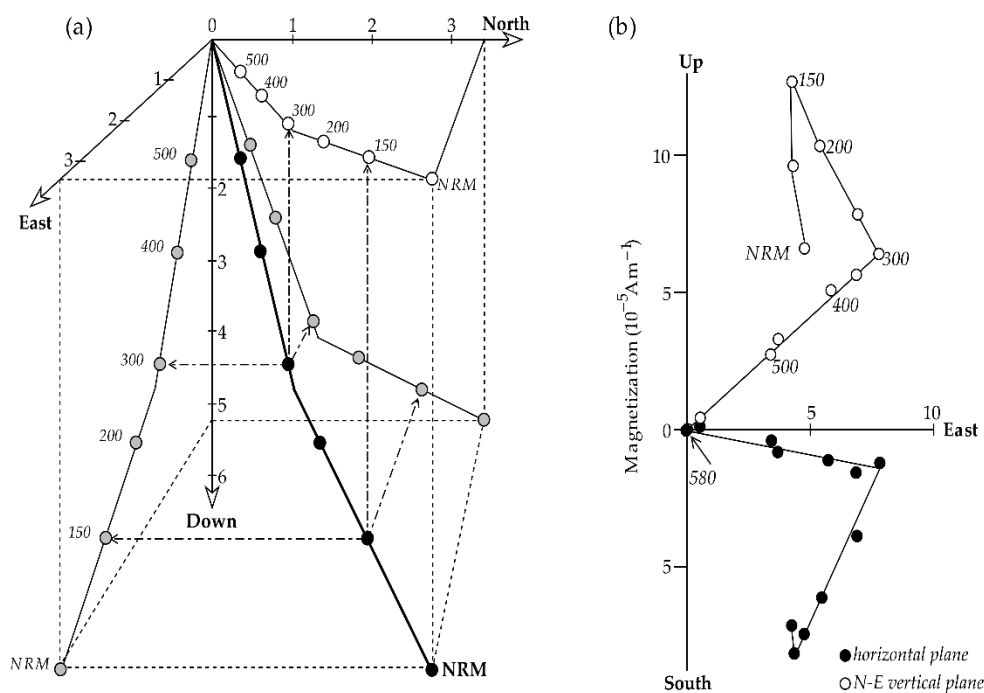 (a)
0 1 2 3 North
500
400
300
200
150
NRM
1
2
3
East
500
400
300
200
150
NRM
2
3
4
5
6
Down
NRM
(b)
Up
150
200
300
400
500
NRM
10
5
0
5
5 10
East
580
Magnetization (10⁻⁵Am⁻¹)
South
horizontal plane
N-E vertical plane